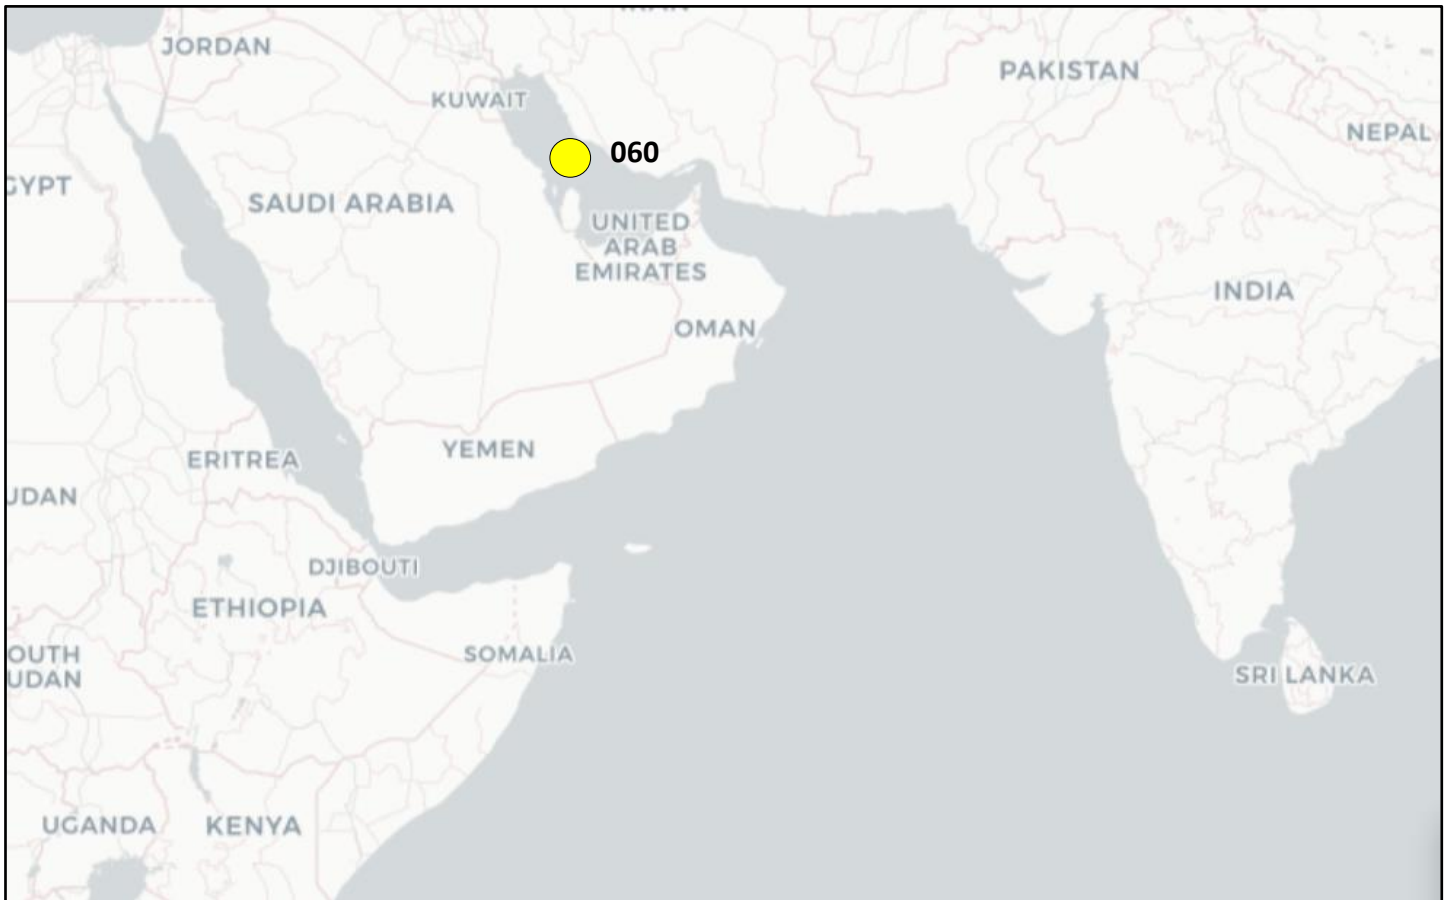 IRAN
JORDAN
PAKISTAN
KUWAIT
NEPAL
060
GYPT
SAUDI ARABIA
UNITED
ARAB
EMIRATES
INDIA
OMAN
YEMEN
ERITREA
UDAN
DJIBOUTI
ETHIOPIA
SOMALIA
OUTH
UDAN
SRI LANKA
UGANDA
KENYA